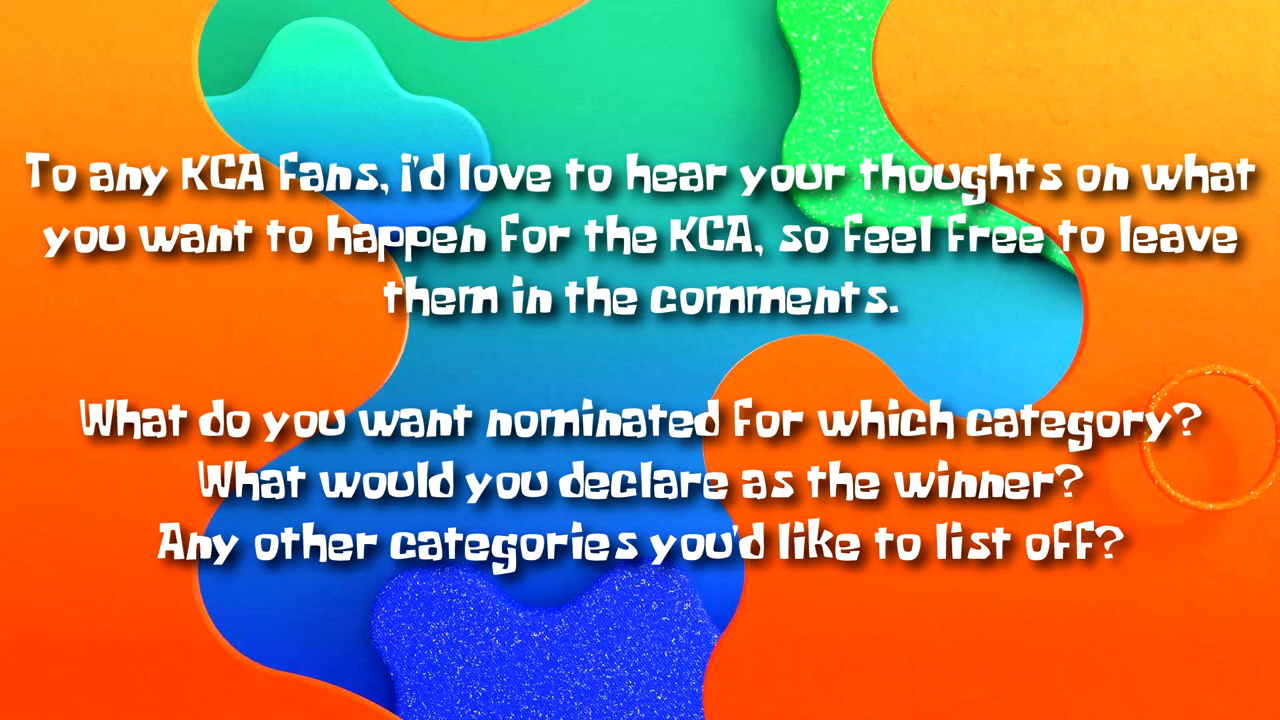 To any KCA fans, i'd love to hear your thoughts on what
you want to happen for the KCA, so feel free to leave
them in the comments.
What do you want nominated for which category?
What would you declare as the winner?
Any other categories you'd like to list off?